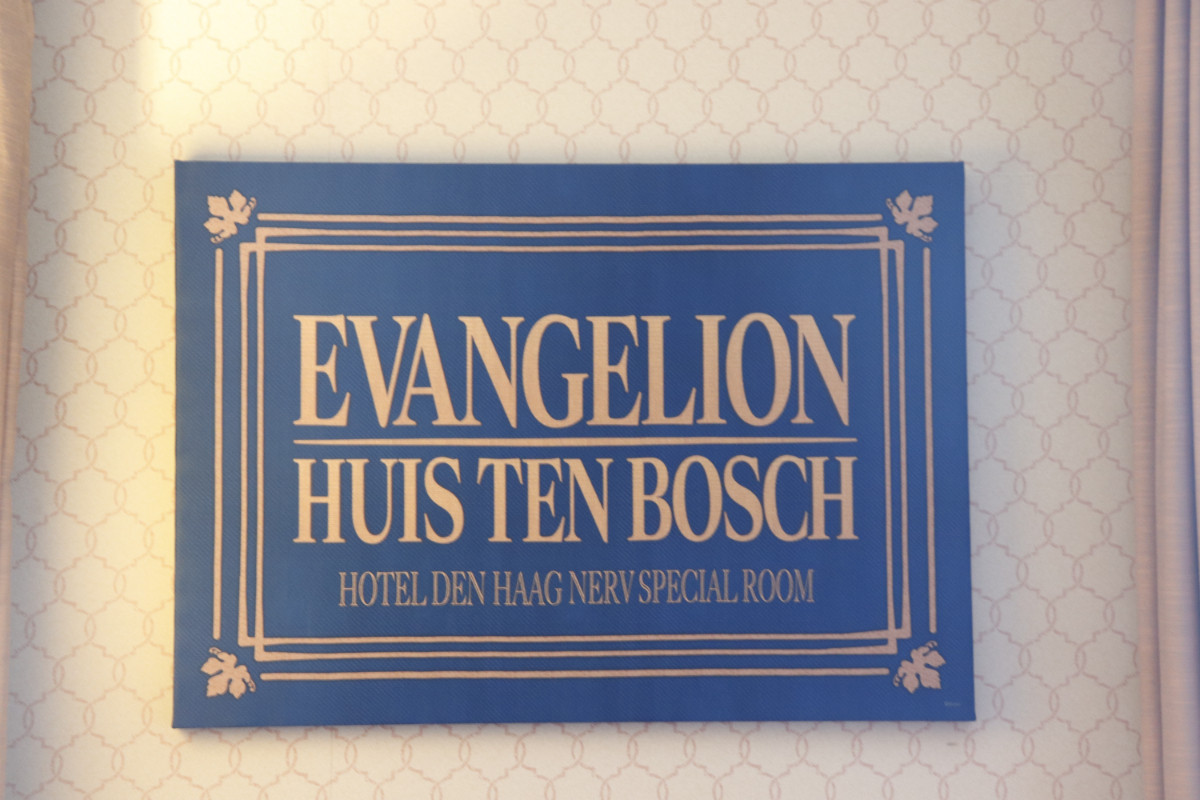 EVANGELION
HUIS TEN BOSCH
HOTEL DEN HAAG NERV SPECIAL ROOM